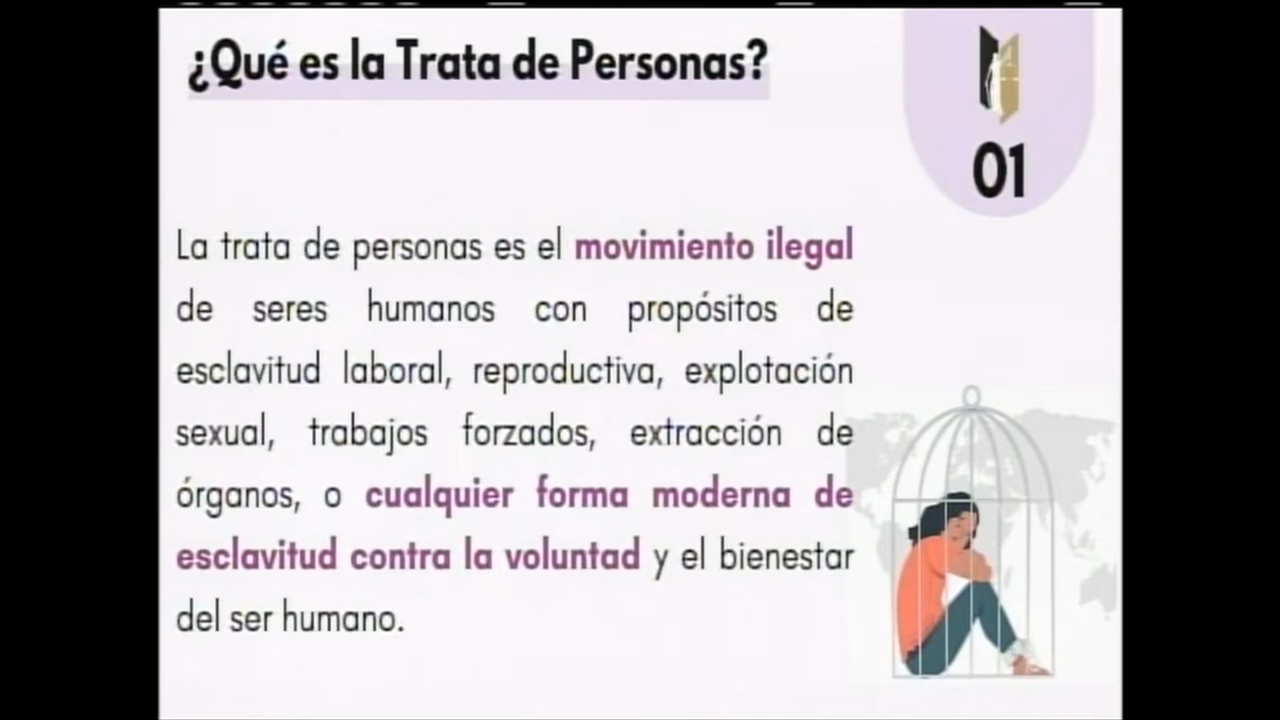 ¿Qué es la Trata de Personas?
01
La trata de personas es el movimiento ilegal
de seres humanos con propósitos de
esclavitud laboral, reproductiva, explotación
sexual, trabajos forzados, extracción de
órganos, o cualquier forma moderna de
esclavitud contra la voluntad y el bienestar
del ser humano.